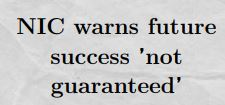 NIC warns future
success 'not
guaranteed'